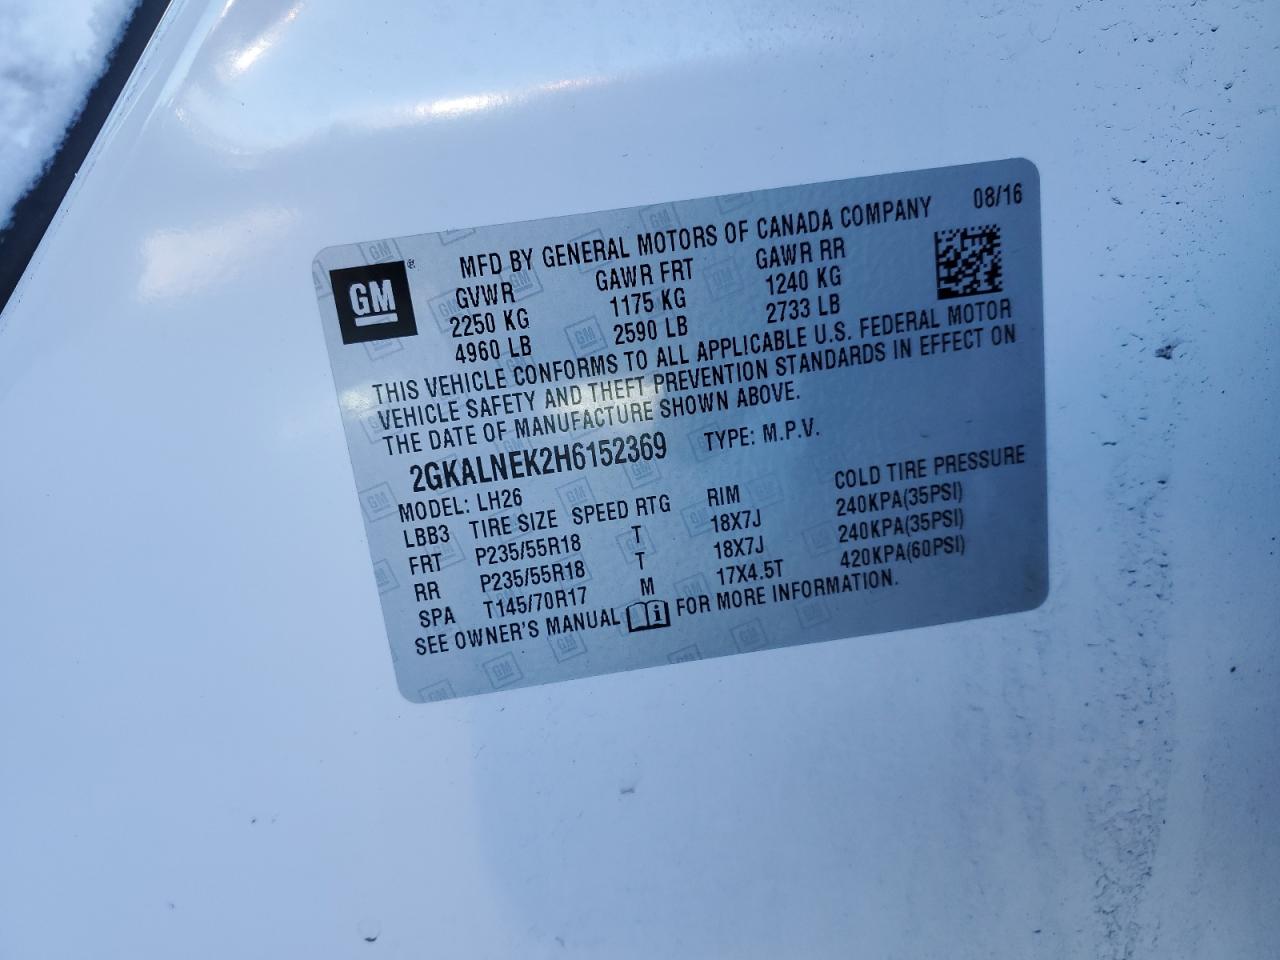 GM ®
MFD BY GENERAL MOTORS OF CANADA COMPANY 08/16
GVWR GAWR FRT GAWR RR
2250 KG 1175 KG 1240 KG
4960 LB 2590 LB 2733 LB
THIS VEHICLE CONFORMS TO ALL APPLICABLE U.S. FEDERAL MOTOR
VEHICLE SAFETY AND THEFT PREVENTION STANDARDS IN EFFECT ON
THE DATE OF MANUFACTURE SHOWN ABOVE.
2GKALNEK2H6152369 TYPE: M.P.V.
MODEL: LH26
LBB3 TIRE SIZE SPEED RTG RIM COLD TIRE PRESSURE
FRT P235/55R18 T 18X7J 240KPA(35PSI)
RR P235/55R18 T 18X7J 240KPA(35PSI)
SPA T145/70R17 M 17X4.5T 420KPA(60PSI)
SEE OWNER'S MANUAL FOR MORE INFORMATION.